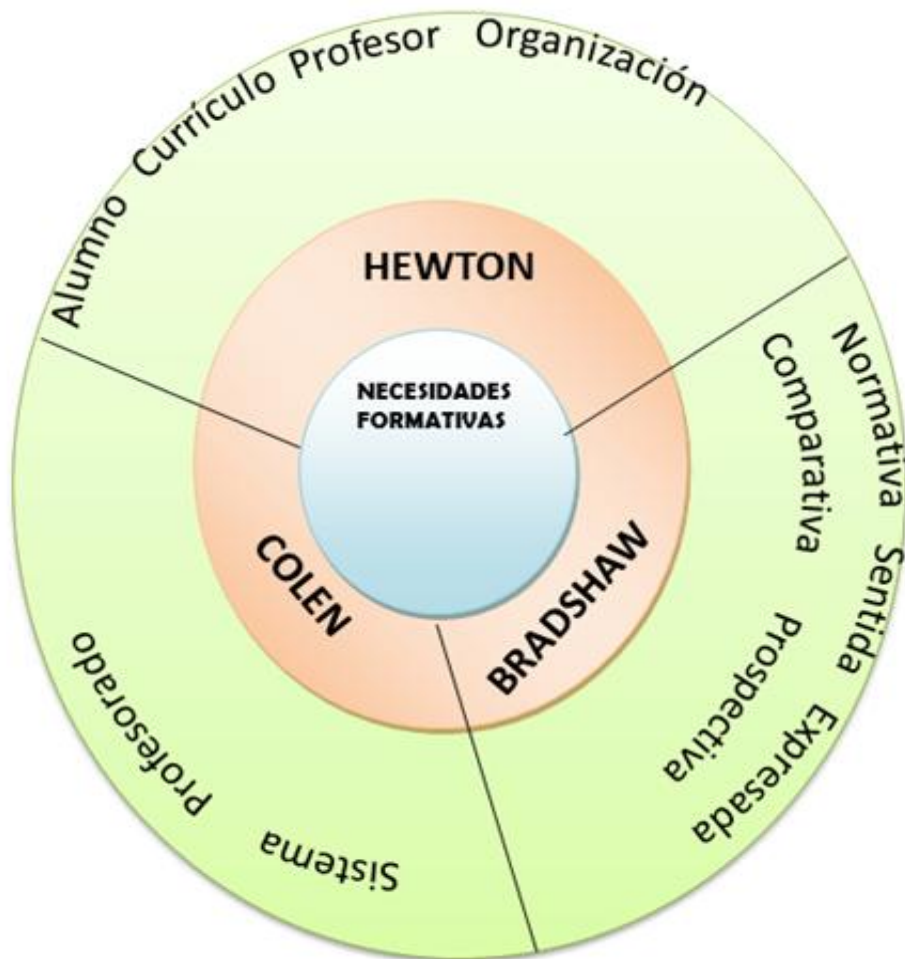 Alumno Currículo Profesor Organización
HEWTON
NECESIDADES
FORMATIVAS
COLEN
BRADSHAW
Normativa Sentida Expresada
Comparativa
Prospectiva
Profesorado
Sistema